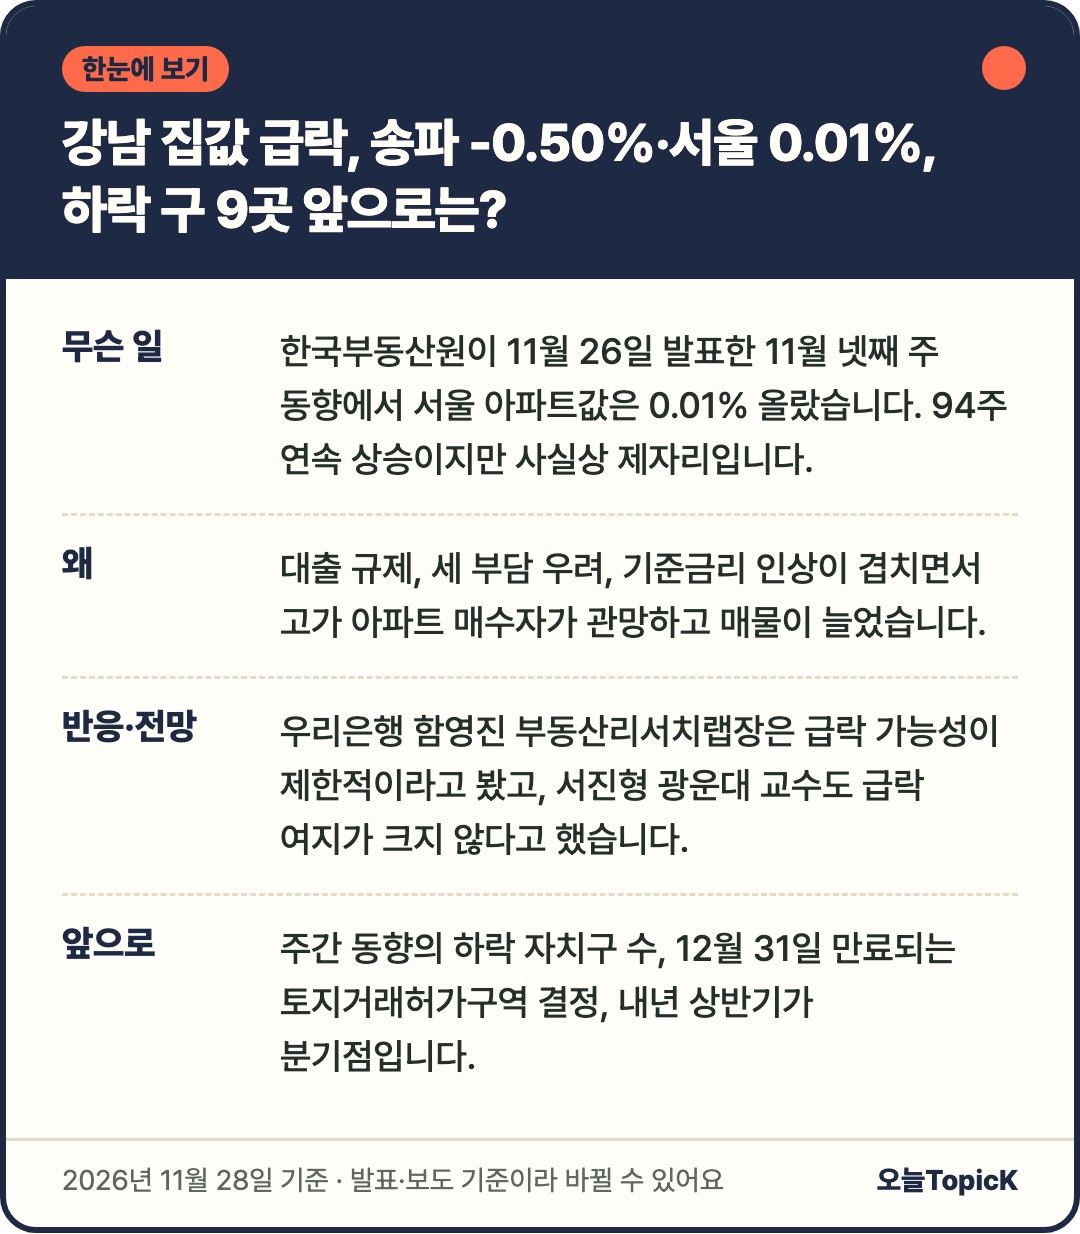 한눈에 보기
강남 집값 급락, 송파 -0.50%·서울 0.01%,
하락 구 9곳 앞으로는?
무슨 일
한국부동산원이 11월 26일 발표한 11월 넷째 주
동향에서 서울 아파트값은 0.01% 올랐습니다. 94주
연속 상승이지만 사실상 제자리입니다.
왜
대출 규제, 세 부담 우려, 기준금리 인상이 겹치면서
고가 아파트 매수자가 관망하고 매물이 늘었습니다.
반응·전망
우리은행 함영진 부동산리서치랩장은 급락 가능성이
제한적이라고 봤고, 서진형 광운대 교수도 급락
여지가 크지 않다고 했습니다.
앞으로
주간 동향의 하락 자치구 수, 12월 31일 만료되는
토지거래허가구역 결정, 내년 상반기가
분기점입니다.
2026년 11월 28일 기준 · 발표·보도 기준이라 바뀔 수 있어요
오늘TopicK